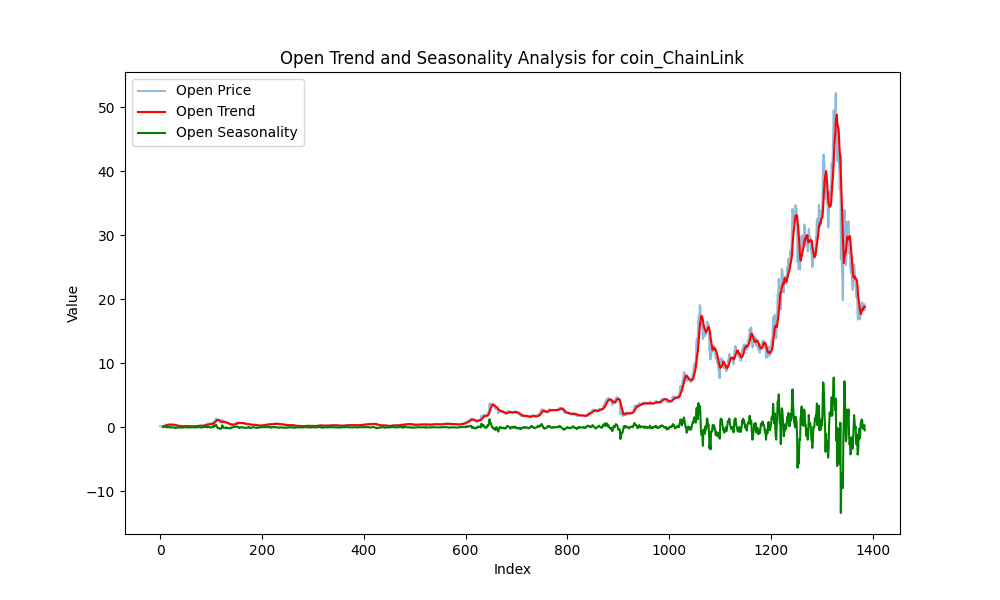 Open Trend and Seasonality Analysis for coin_ChainLink
Open Price
Open Trend
Open Seasonality
50
40
30
20
10
0
−10
Value
0 200 400 600 800 1000 1200 1400
Index